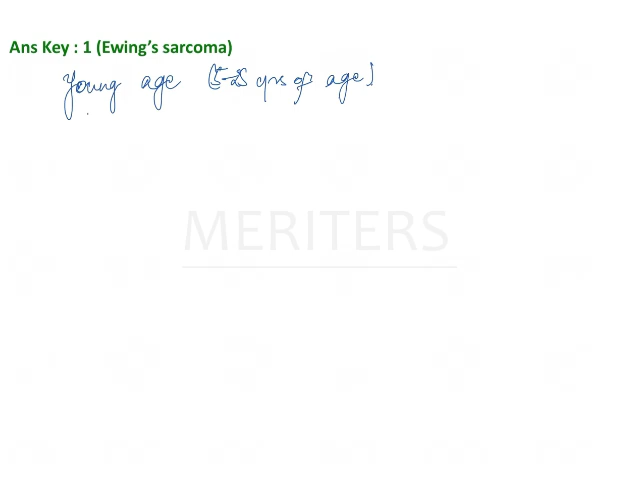 Ans Key : 1 (Ewing's sarcoma)
Young age (5-25 yrs of age)
MERITERS